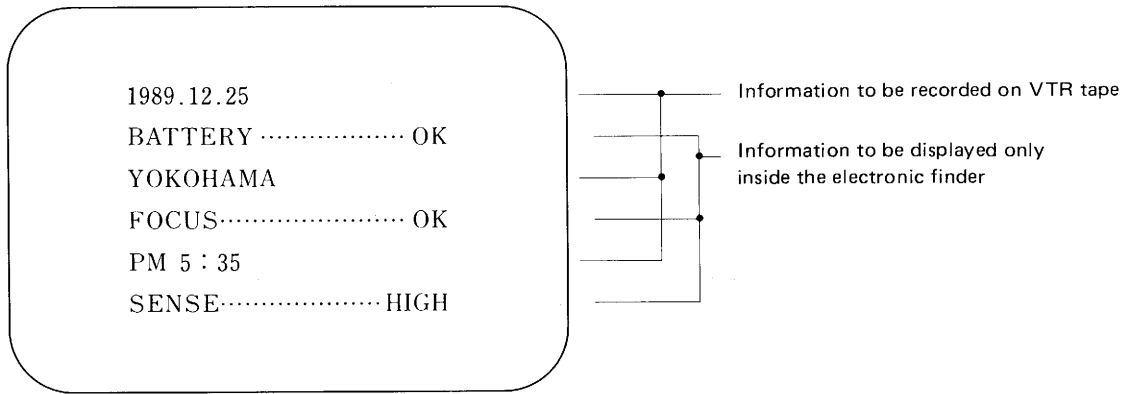 1989.12.25
BATTERY ·················· OK
YOKOHAMA
FOCUS······················· OK
PM 5 : 35
SENSE···················· HIGH
Information to be recorded on VTR tape
Information to be displayed only
inside the electronic finder